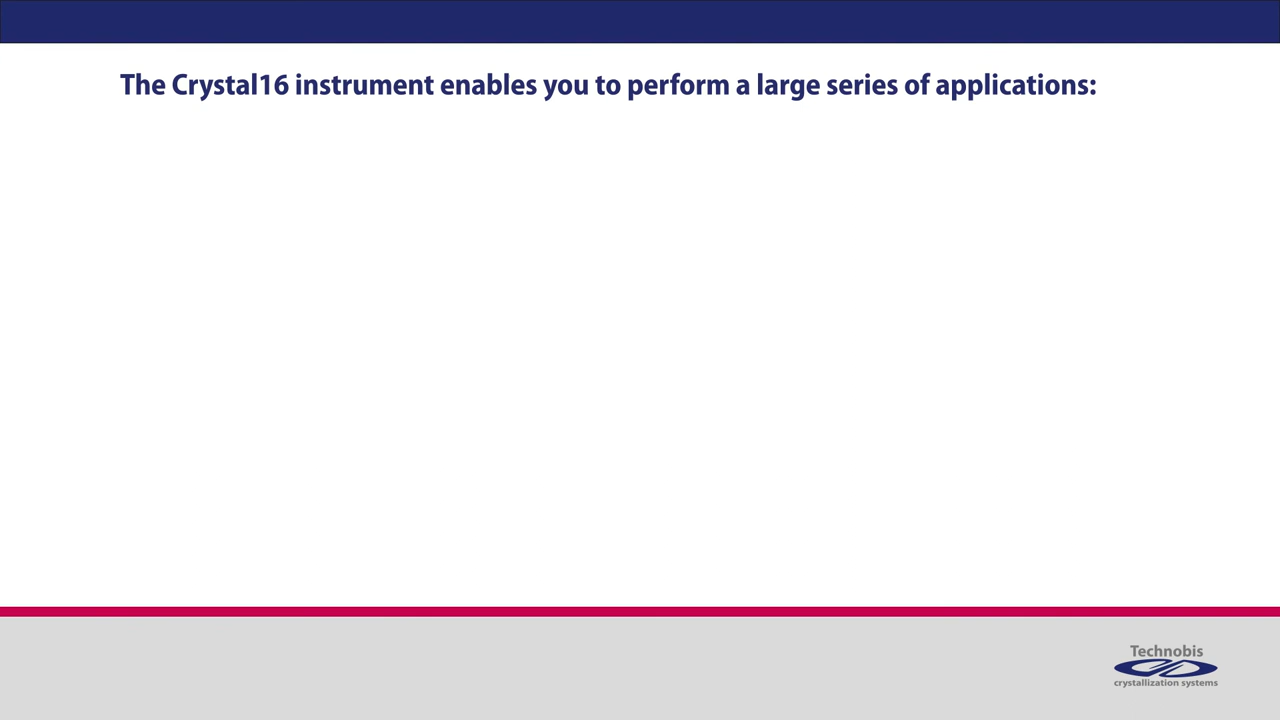 The Crystal16 instrument enables you to perform a large series of applications:
Technobis
crystallization systems